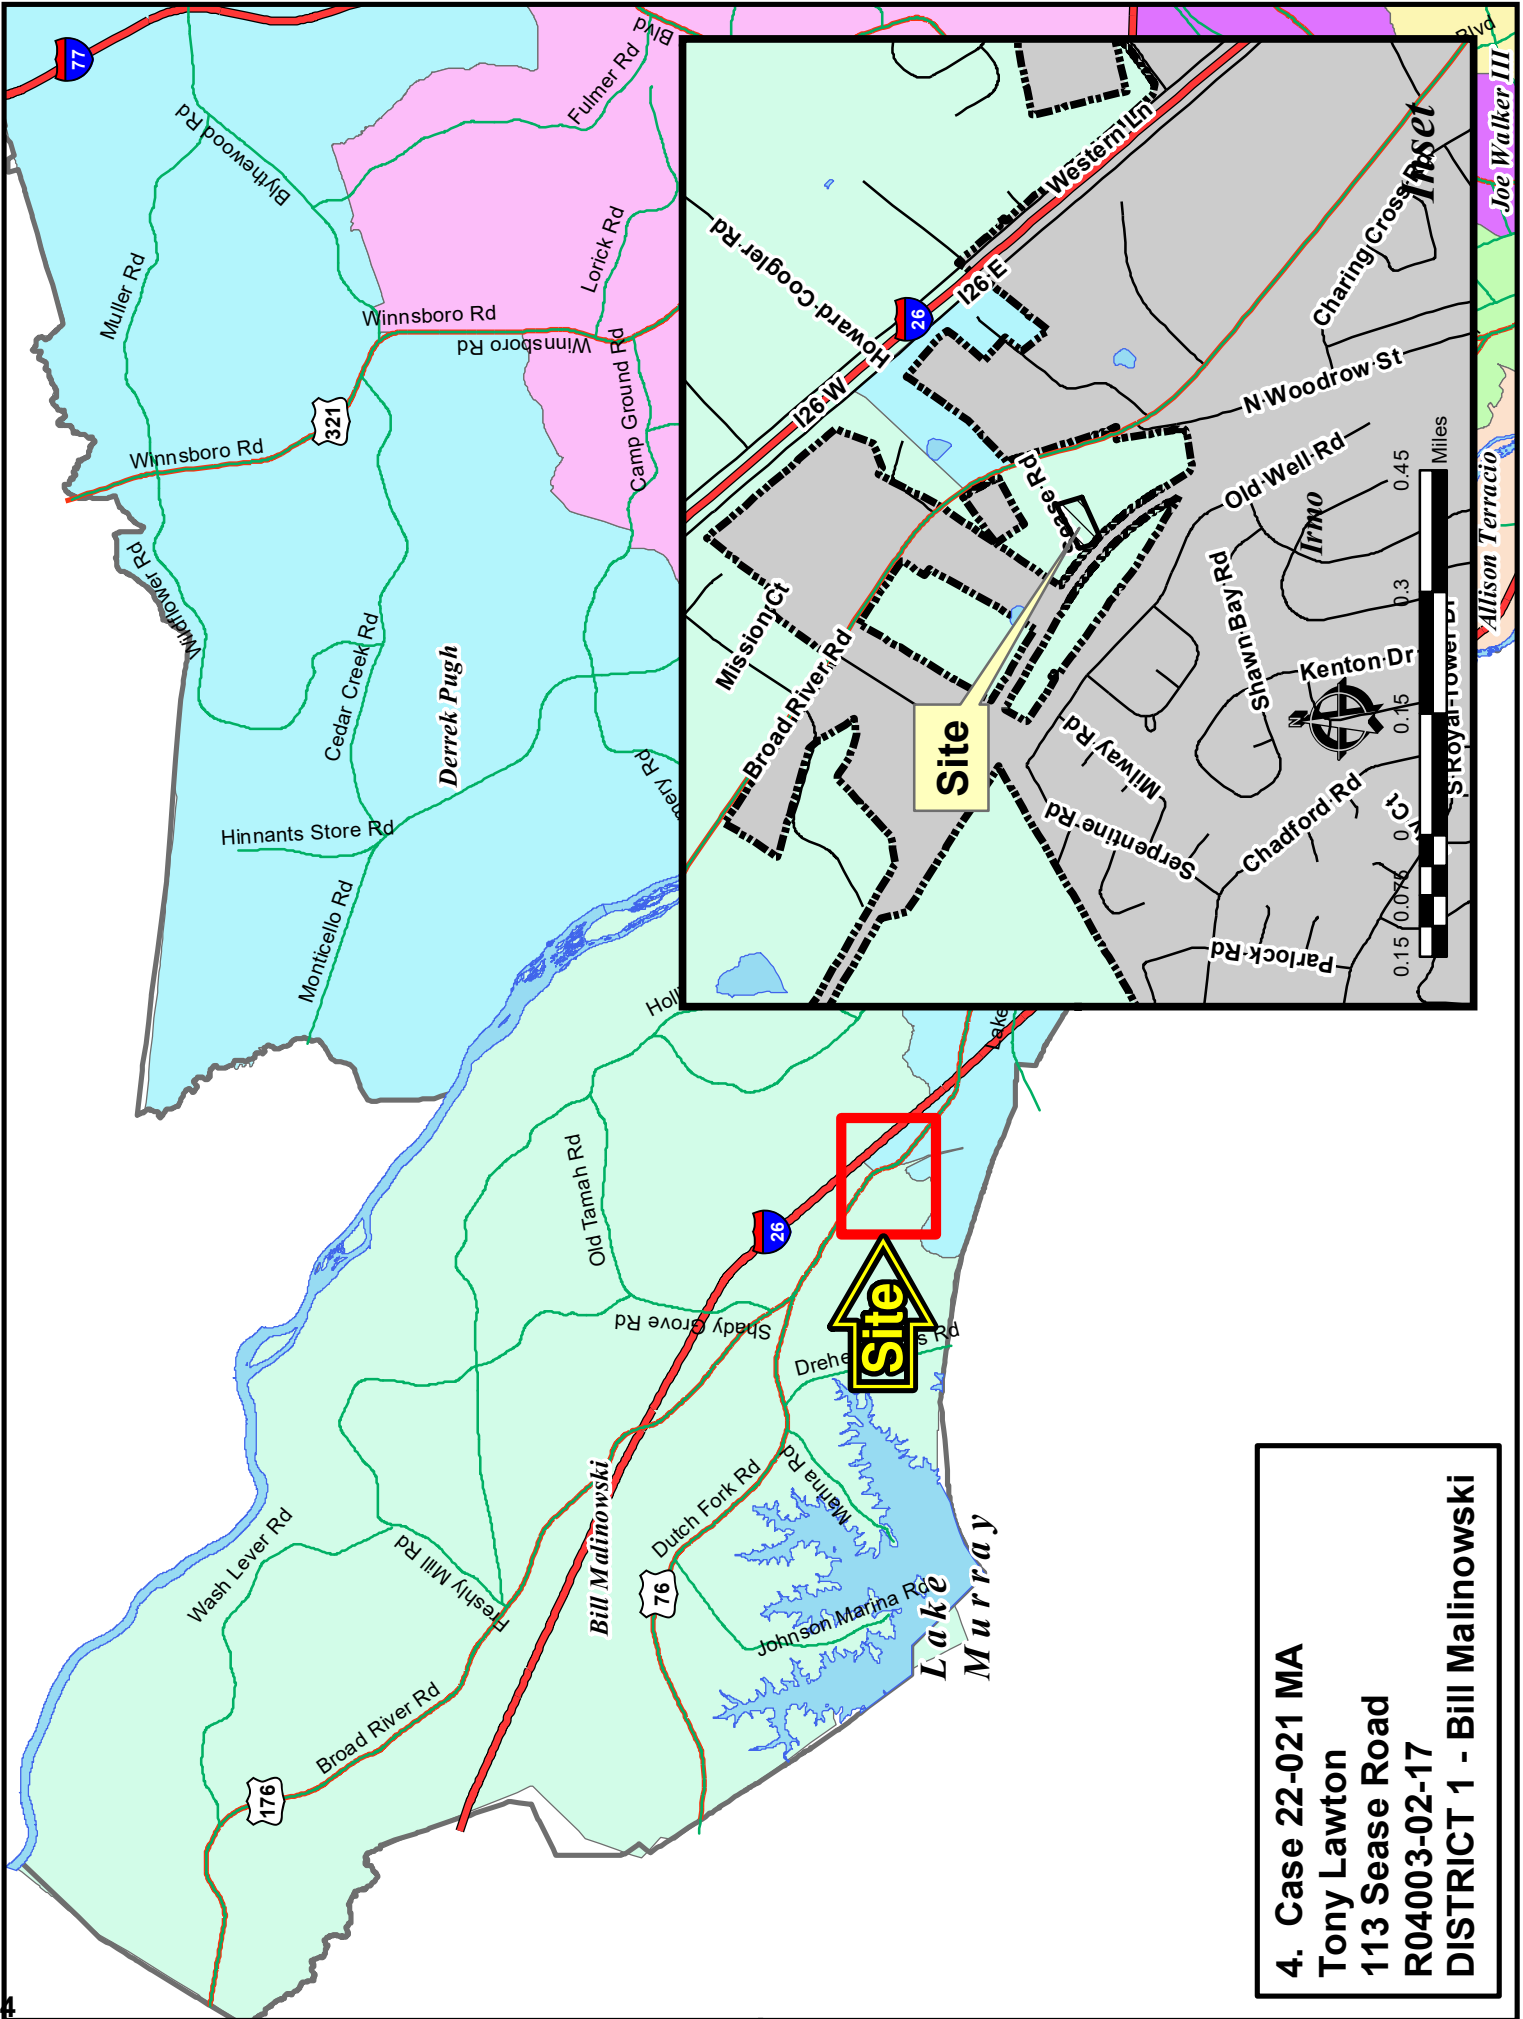 4
77
Blythewood Rd
Fulmer Rd
Blvd
Muller Rd
Lorick Rd
Winnsboro Rd
Winnsboro Rd
Camp Ground Rd
321
Winnsboro Rd
Wildflower Rd
Cedar Creek Rd
Derrek Pugh
Hinnants Store Rd
Monticello Rd
Old Tamah Rd
26
Shady Grove Rd
Site
Bill Malinowski
Dutch Fork Rd
Marina Rd
76
Johnson Marina Rd
Lake
Murray
Wash Lever Rd
Freshly Mill Rd
Broad River Rd
176
Lake
Blvd
Joe Walker III
Allison Terracio
Inset
Western Ln
Howard Coogler Rd
I26 E
26
I26 W
Charing Cross Rd
N Woodrow St
Old Well Rd
Irmo
Sease Rd
Mission Ct
Broad River Rd
Site
Shawn Bay Rd
Kenton Dr
N
Milway Rd
Serpentine Rd
Chadford Rd
Parlock Rd
Ct
0.15 0.075 0 0.15 0.3 0.45
Miles
4. Case 22-021 MA
Tony Lawton
113 Sease Road
R04003-02-17
DISTRICT 1 - Bill Malinowski